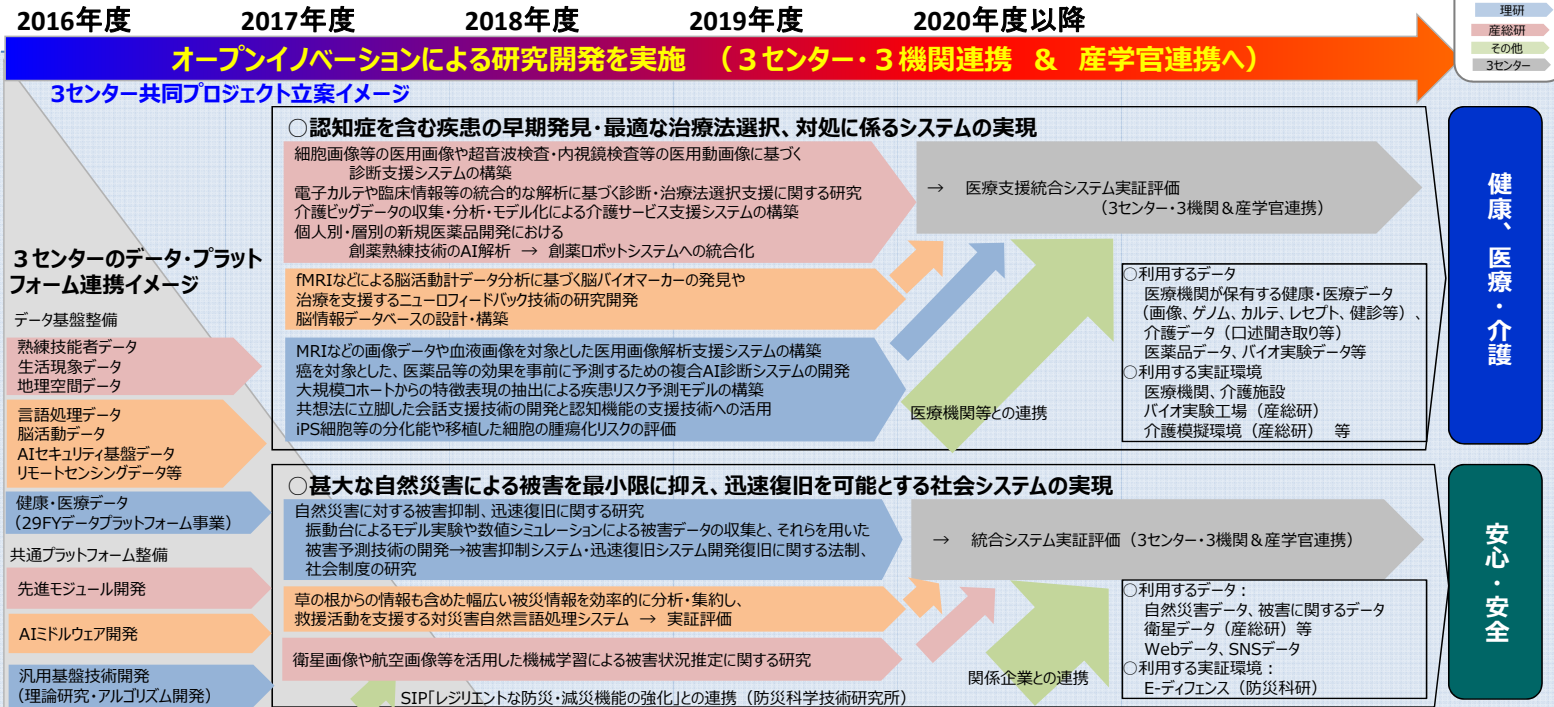 2016年度
2017年度
2018年度
2019年度
2020年度以降
理研
産総研
その他
3センター
オープンイノベーションによる研究開発を実施　（３センター・３機関連携　＆　産学官連携へ）
3センター共同プロジェクト立案イメージ
３センターのデータ・プラット
フォーム連携イメージ
データ基盤整備
熟練技能者データ
生活現象データ
地理空間データ
言語処理データ
脳活動データ
AIセキュリティ基盤データ
リモートセンシングデータ等
健康・医療データ
（29FYデータプラットフォーム事業）
共通プラットフォーム整備
先進モジュール開発
AIミドルウェア開発
汎用基盤技術開発
（理論研究・アルゴリズム開発）
○認知症を含む疾患の早期発見・最適な治療法選択、対処に係るシステムの実現
細胞画像等の医用画像や超音波検査・内視鏡検査等の医用動画像に基づく
診断支援システムの構築
電子カルテや臨床情報等の統合的な解析に基づく診断・治療法選択支援に関する研究
介護ビッグデータの収集・分析・モデル化による介護サービス支援システムの構築
個人別・層別の新規医薬品開発における
創薬熟練技術のAI解析　→　創薬ロボットシステムへの統合化
fMRIなどによる脳活動計データ分析に基づく脳バイオマーカーの発見や
治療を支援するニューロフィードバック技術の研究開発
脳情報データベースの設計・構築
MRIなどの画像データや血液画像を対象とした医用画像解析支援システムの構築
癌を対象とした、医薬品等の効果を事前に予測するための複合AI診断システムの開発
大規模コホートからの特徴表現の抽出による疾患リスク予測モデルの構築
共想法に立脚した会話支援技術の開発と認知機能の支援技術への活用
iPS細胞等の分化能や移植した細胞の腫瘍化リスクの評価
→　医療支援統合システム実証評価
（3センター・3機関＆産学官連携）
医療機関等との連携
○利用するデータ
医療機関が保有する健康・医療データ
（画像、ゲノム、カルテ、レセプト、健診等）、
介護データ（口述聞き取り等）
医薬品データ、バイオ実験データ等
○利用する実証環境
医療機関、介護施設
バイオ実験工場（産総研）
介護模擬環境（産総研）　等
健康、医療・介護
○甚大な自然災害による被害を最小限に抑え、迅速復旧を可能とする社会システムの実現
自然災害に対する被害抑制、迅速復旧に関する研究
振動台によるモデル実験や数値シミュレーションによる被害データの収集と、それらを用いた
被害予測技術の開発→被害抑制システム・迅速復旧システム開発復旧に関する法制、
社会制度の研究
草の根からの情報も含めた幅広い被災情報を効率的に分析・集約し、
救援活動を支援する対災害自然言語処理システム　→　実証評価
衛星画像や航空画像等を活用した機械学習による被害状況推定に関する研究
SIP「レジリエントな防災・減災機能の強化」との連携（防災科学技術研究所）
→　統合システム実証評価（3センター・3機関＆産学官連携）
関係企業との連携
○利用するデータ：
自然災害データ、被害に関するデータ
衛星データ（産総研）等
Webデータ、SNSデータ
○利用する実証環境：
E-ディフェンス（防災科研）
安心・安全